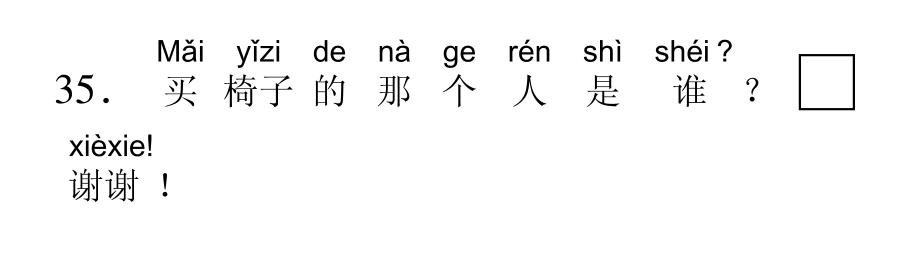 Mǎi yǐzi de nà ge rén shì shéi？
35． 买 椅子 的 那 个 人 是 谁 ？ □
xièxie!
谢谢 ！